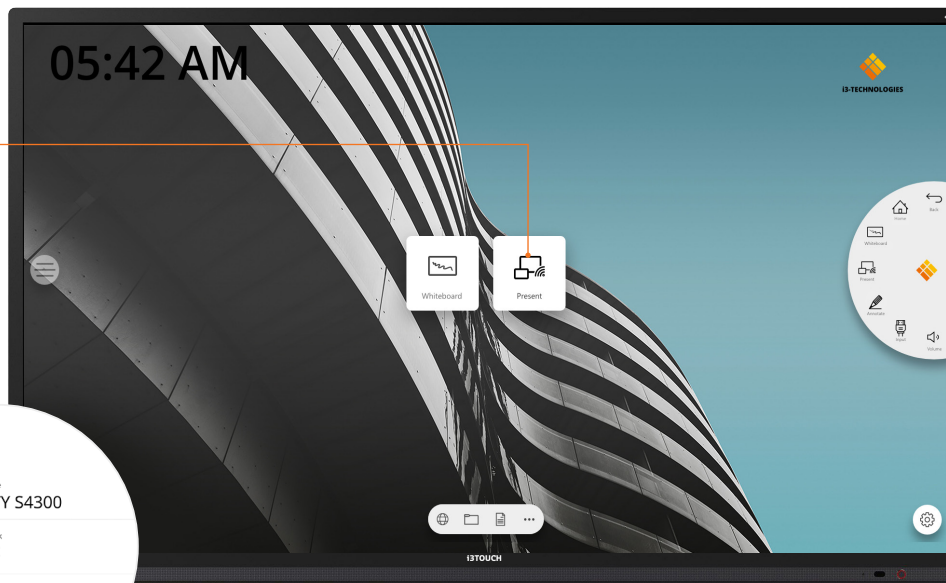 05:42 AM
i3-TECHNOLOGIES
Back
Home
Whiteboard
Present
Annotate
Input
Volume
Whiteboard
Present
Y S4300
i3TOUCH